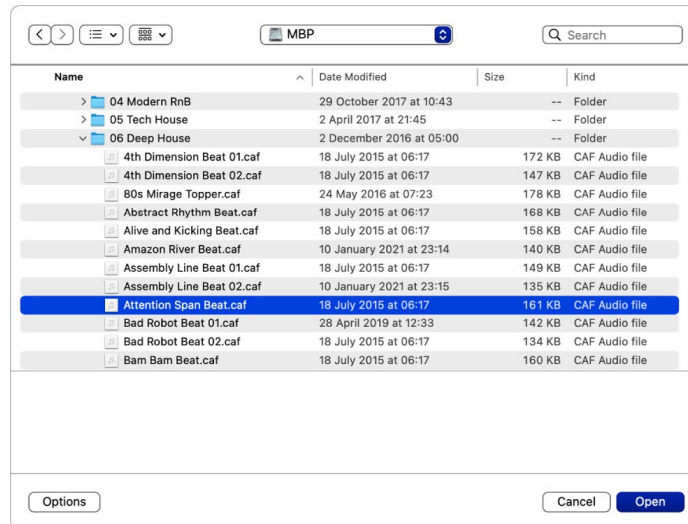 MBP
Search
Name Date Modified Size Kind
04 Modern RnB 29 October 2017 at 10:43 -- Folder
05 Tech House 2 April 2017 at 21:45 -- Folder
06 Deep House 2 December 2016 at 05:00 -- Folder
4th Dimension Beat 01.caf 18 July 2015 at 06:17 172 KB CAF Audio file
4th Dimension Beat 02.caf 18 July 2015 at 06:17 147 KB CAF Audio file
80s Mirage Topper.caf 24 May 2016 at 07:23 178 KB CAF Audio file
Abstract Rhythm Beat.caf 18 July 2015 at 06:17 168 KB CAF Audio file
Alive and Kicking Beat.caf 18 July 2015 at 06:17 158 KB CAF Audio file
Amazon River Beat.caf 10 January 2021 at 23:14 140 KB CAF Audio file
Assembly Line Beat 01.caf 18 July 2015 at 06:17 149 KB CAF Audio file
Assembly Line Beat 02.caf 10 January 2021 at 23:15 135 KB CAF Audio file
Attention Span Beat.caf 18 July 2015 at 06:17 161 KB CAF Audio file
Bad Robot Beat 01.caf 28 April 2019 at 12:33 142 KB CAF Audio file
Bad Robot Beat 02.caf 18 July 2015 at 06:17 134 KB CAF Audio file
Bam Bam Beat.caf 18 July 2015 at 06:17 160 KB CAF Audio file
Options Cancel Open